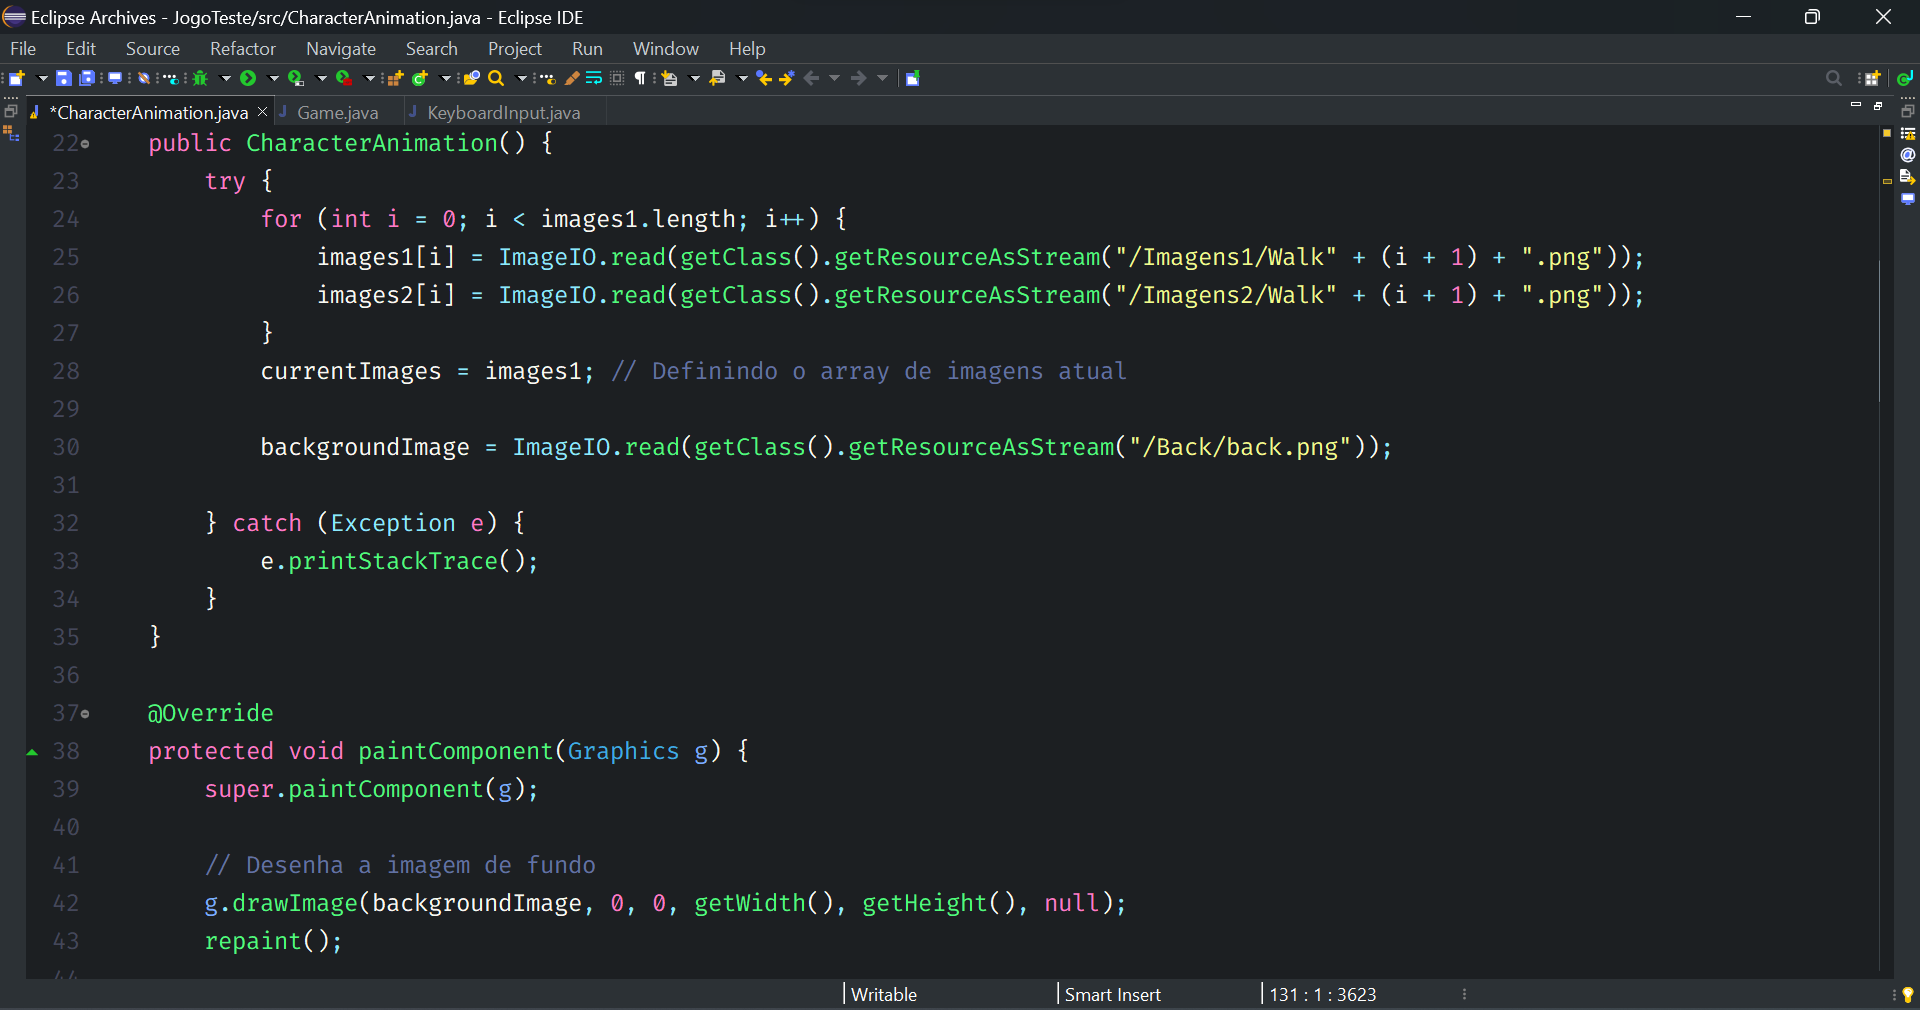 Eclipse Archives - JogoTeste/src/CharacterAnimation.java - Eclipse IDE
File Edit Source Refactor Navigate Search Project Run Window Help
*CharacterAnimation.java Game.java KeyboardInput.java
22 public CharacterAnimation() {
23 try {
24 for (int i = 0; i < images1.length; i++) {
25 images1[i] = ImageIO.read(getClass().getResourceAsStream("/Imagens1/Walk" + (i + 1) + ".png"));
26 images2[i] = ImageIO.read(getClass().getResourceAsStream("/Imagens2/Walk" + (i + 1) + ".png"));
27 }
28 currentImages = images1; // Definindo o array de imagens atual
29
30 backgroundImage = ImageIO.read(getClass().getResourceAsStream("/Back/back.png"));
31
32 } catch (Exception e) {
33 e.printStackTrace();
34 }
35 }
36
37 @Override
38 protected void paintComponent(Graphics g) {
39 super.paintComponent(g);
40
41 // Desenha a imagem de fundo
42 g.drawImage(backgroundImage, 0, 0, getWidth(), getHeight(), null);
43 repaint();
44
Writable Smart Insert 131 : 1 : 3623